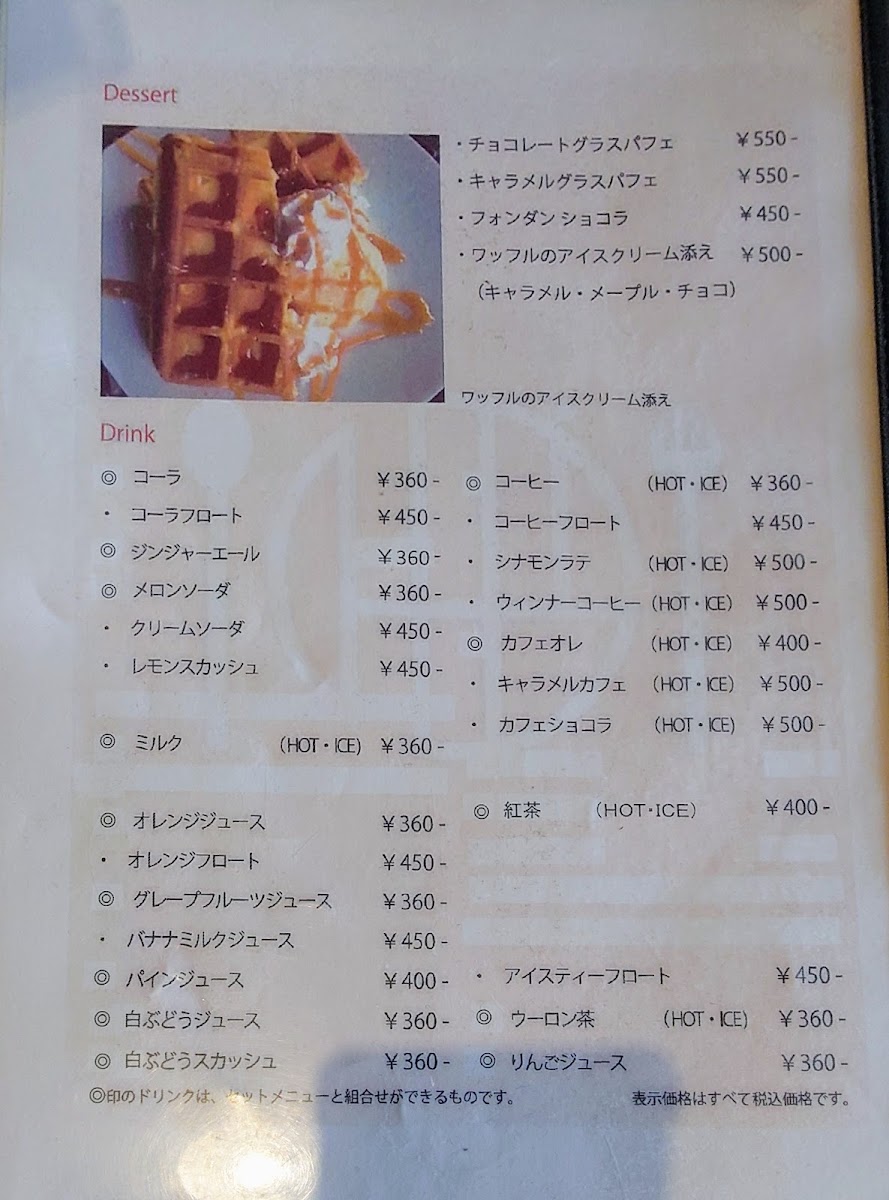 Dessert
・チョコレートグラスパフェ ￥550-
・キャラメルグラスパフェ ￥550-
・フォンダン ショコラ ￥450-
・ワッフルのアイスクリーム添え ￥500-
（キャラメル・メープル・チョコ）
ワッフルのアイスクリーム添え
Drink
◎ コーラ ￥360-
・ コーラフロート ￥450-
◎ ジンジャーエール ￥360-
◎ メロンソーダ ￥360-
・ クリームソーダ ￥450-
・ レモンスカッシュ ￥450-
◎ ミルク (HOT・ICE) ￥360-
◎ オレンジジュース ￥360-
・ オレンジフロート ￥450-
◎ グレープフルーツジュース ￥360-
・ バナナミルクジュース ￥450-
◎ パインジュース ￥400-
◎ 白ぶどうジュース ￥360-
◎ 白ぶどうスカッシュ ￥360-
◎ コーヒー (HOT・ICE) ￥360-
・ コーヒーフロート ￥450-
・ シナモンラテ (HOT・ICE) ￥500-
・ ウィンナーコーヒー (HOT・ICE) ￥500-
◎ カフェオレ (HOT・ICE) ￥400-
・ キャラメルカフェ (HOT・ICE) ￥500-
・ カフェショコラ (HOT・ICE) ￥500-
◎ 紅茶 （HOT・ICE） ￥400-
・ アイスティーフロート ￥450-
◎ ウーロン茶 (HOT・ICE) ￥360-
◎ りんごジュース ￥360-
◎印のドリンクは、セットメニューと組合せができるものです。
表示価格はすべて税込価格です。